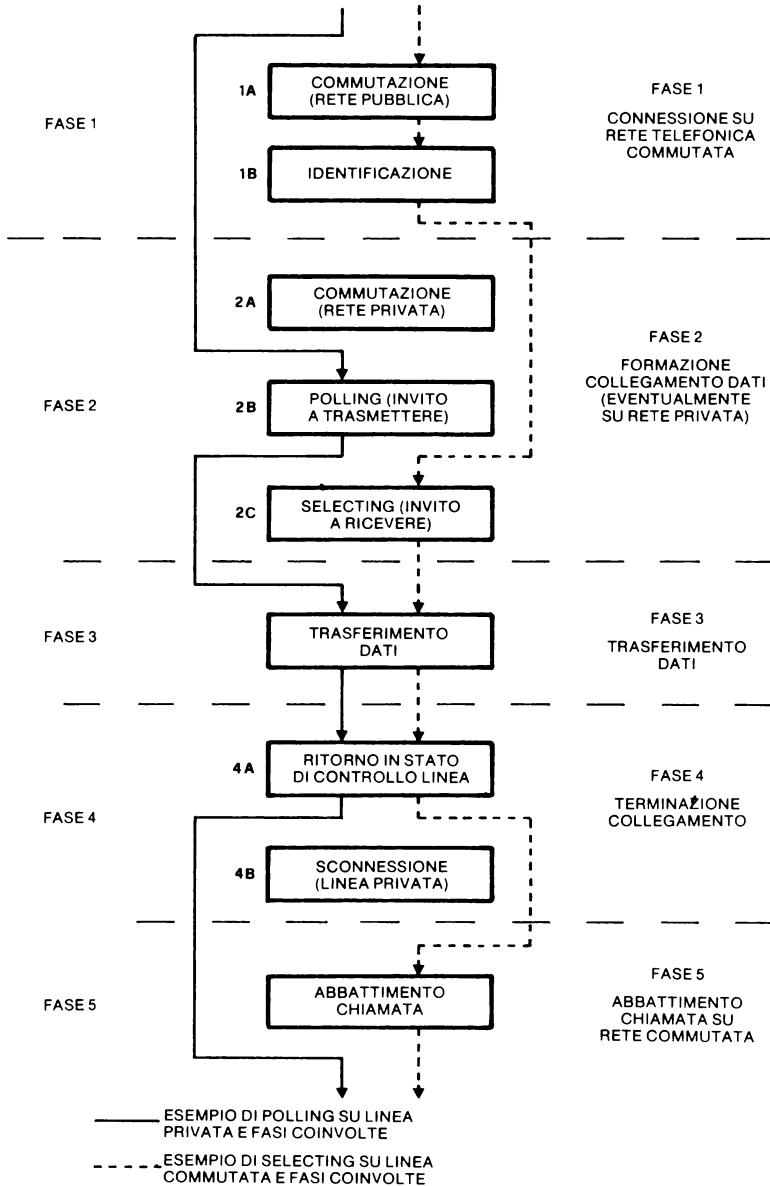 1A
COMMUTAZIONE
(RETE PUBBLICA)
FASE 1
FASE 1
CONNESSIONE SU
RETE TELEFONICA
COMMUTATA
1B
IDENTIFICAZIONE
2A
COMMUTAZIONE
(RETE PRIVATA)
FASE 2
FORMAZIONE
COLLEGAMENTO DATI
(EVENTUALMENTE
SU RETE PRIVATA)
FASE 2
2B
POLLING (INVITO
A TRASMETTERE)
2C
SELECTING (INVITO
A RICEVERE)
FASE 3
TRASFERIMENTO
DATI
FASE 3
TRASFERIMENTO
DATI
4A
RITORNO IN STATO
DI CONTROLLO LINEA
FASE 4
TERMINAZIONE
COLLEGAMENTO
FASE 4
4B
SCONNESSIONE
(LINEA PRIVATA)
FASE 5
ABBATTIMENTO
CHIAMATA
FASE 5
ABBATTIMENTO
CHIAMATA SU
RETE COMMUTATA
ESEMPIO DI POLLING SU LINEA
PRIVATA E FASI COINVOLTE
ESEMPIO DI SELECTING SU LINEA
COMMUTATA E FASI COINVOLTE